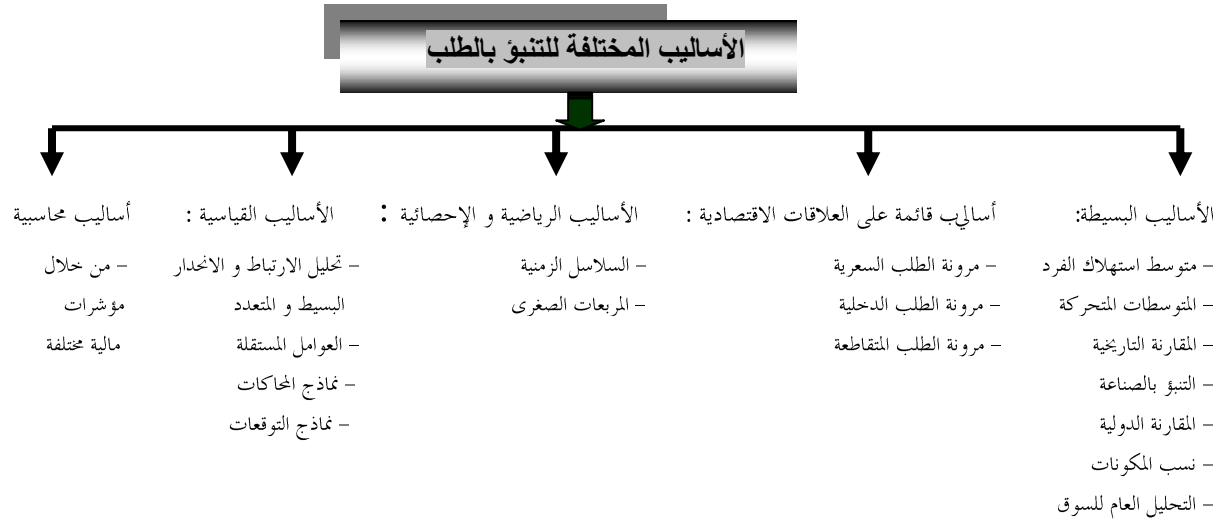 الأساليب المختلفة للتنبؤ بالطلب
الأساليب البسيطة:
– متوسط استهلاك الفرد
– المتوسطات المتحركة
– المقارنة التاريخية
– التنبؤ بالصناعة
– المقارنة الدولية
– نسب المكونات
– التحليل العام للسوق
أساليب قائمة على العلاقات الاقتصادية :
– مرونة الطلب السعرية
– مرونة الطلب الدخلية
– مرونة الطلب المتقاطعة
الأساليب الرياضية و الإحصائية :
– السلاسل الزمنية
– المربعات الصغرى
الأساليب القياسية :
– تحليل الارتباط و الانحدار
البسيط و المتعدد
– العوامل المستقلة
– نماذج المحاكات
– نماذج التوقعات
أساليب محاسبية
– من خلال
مؤشرات
مالية مختلفة